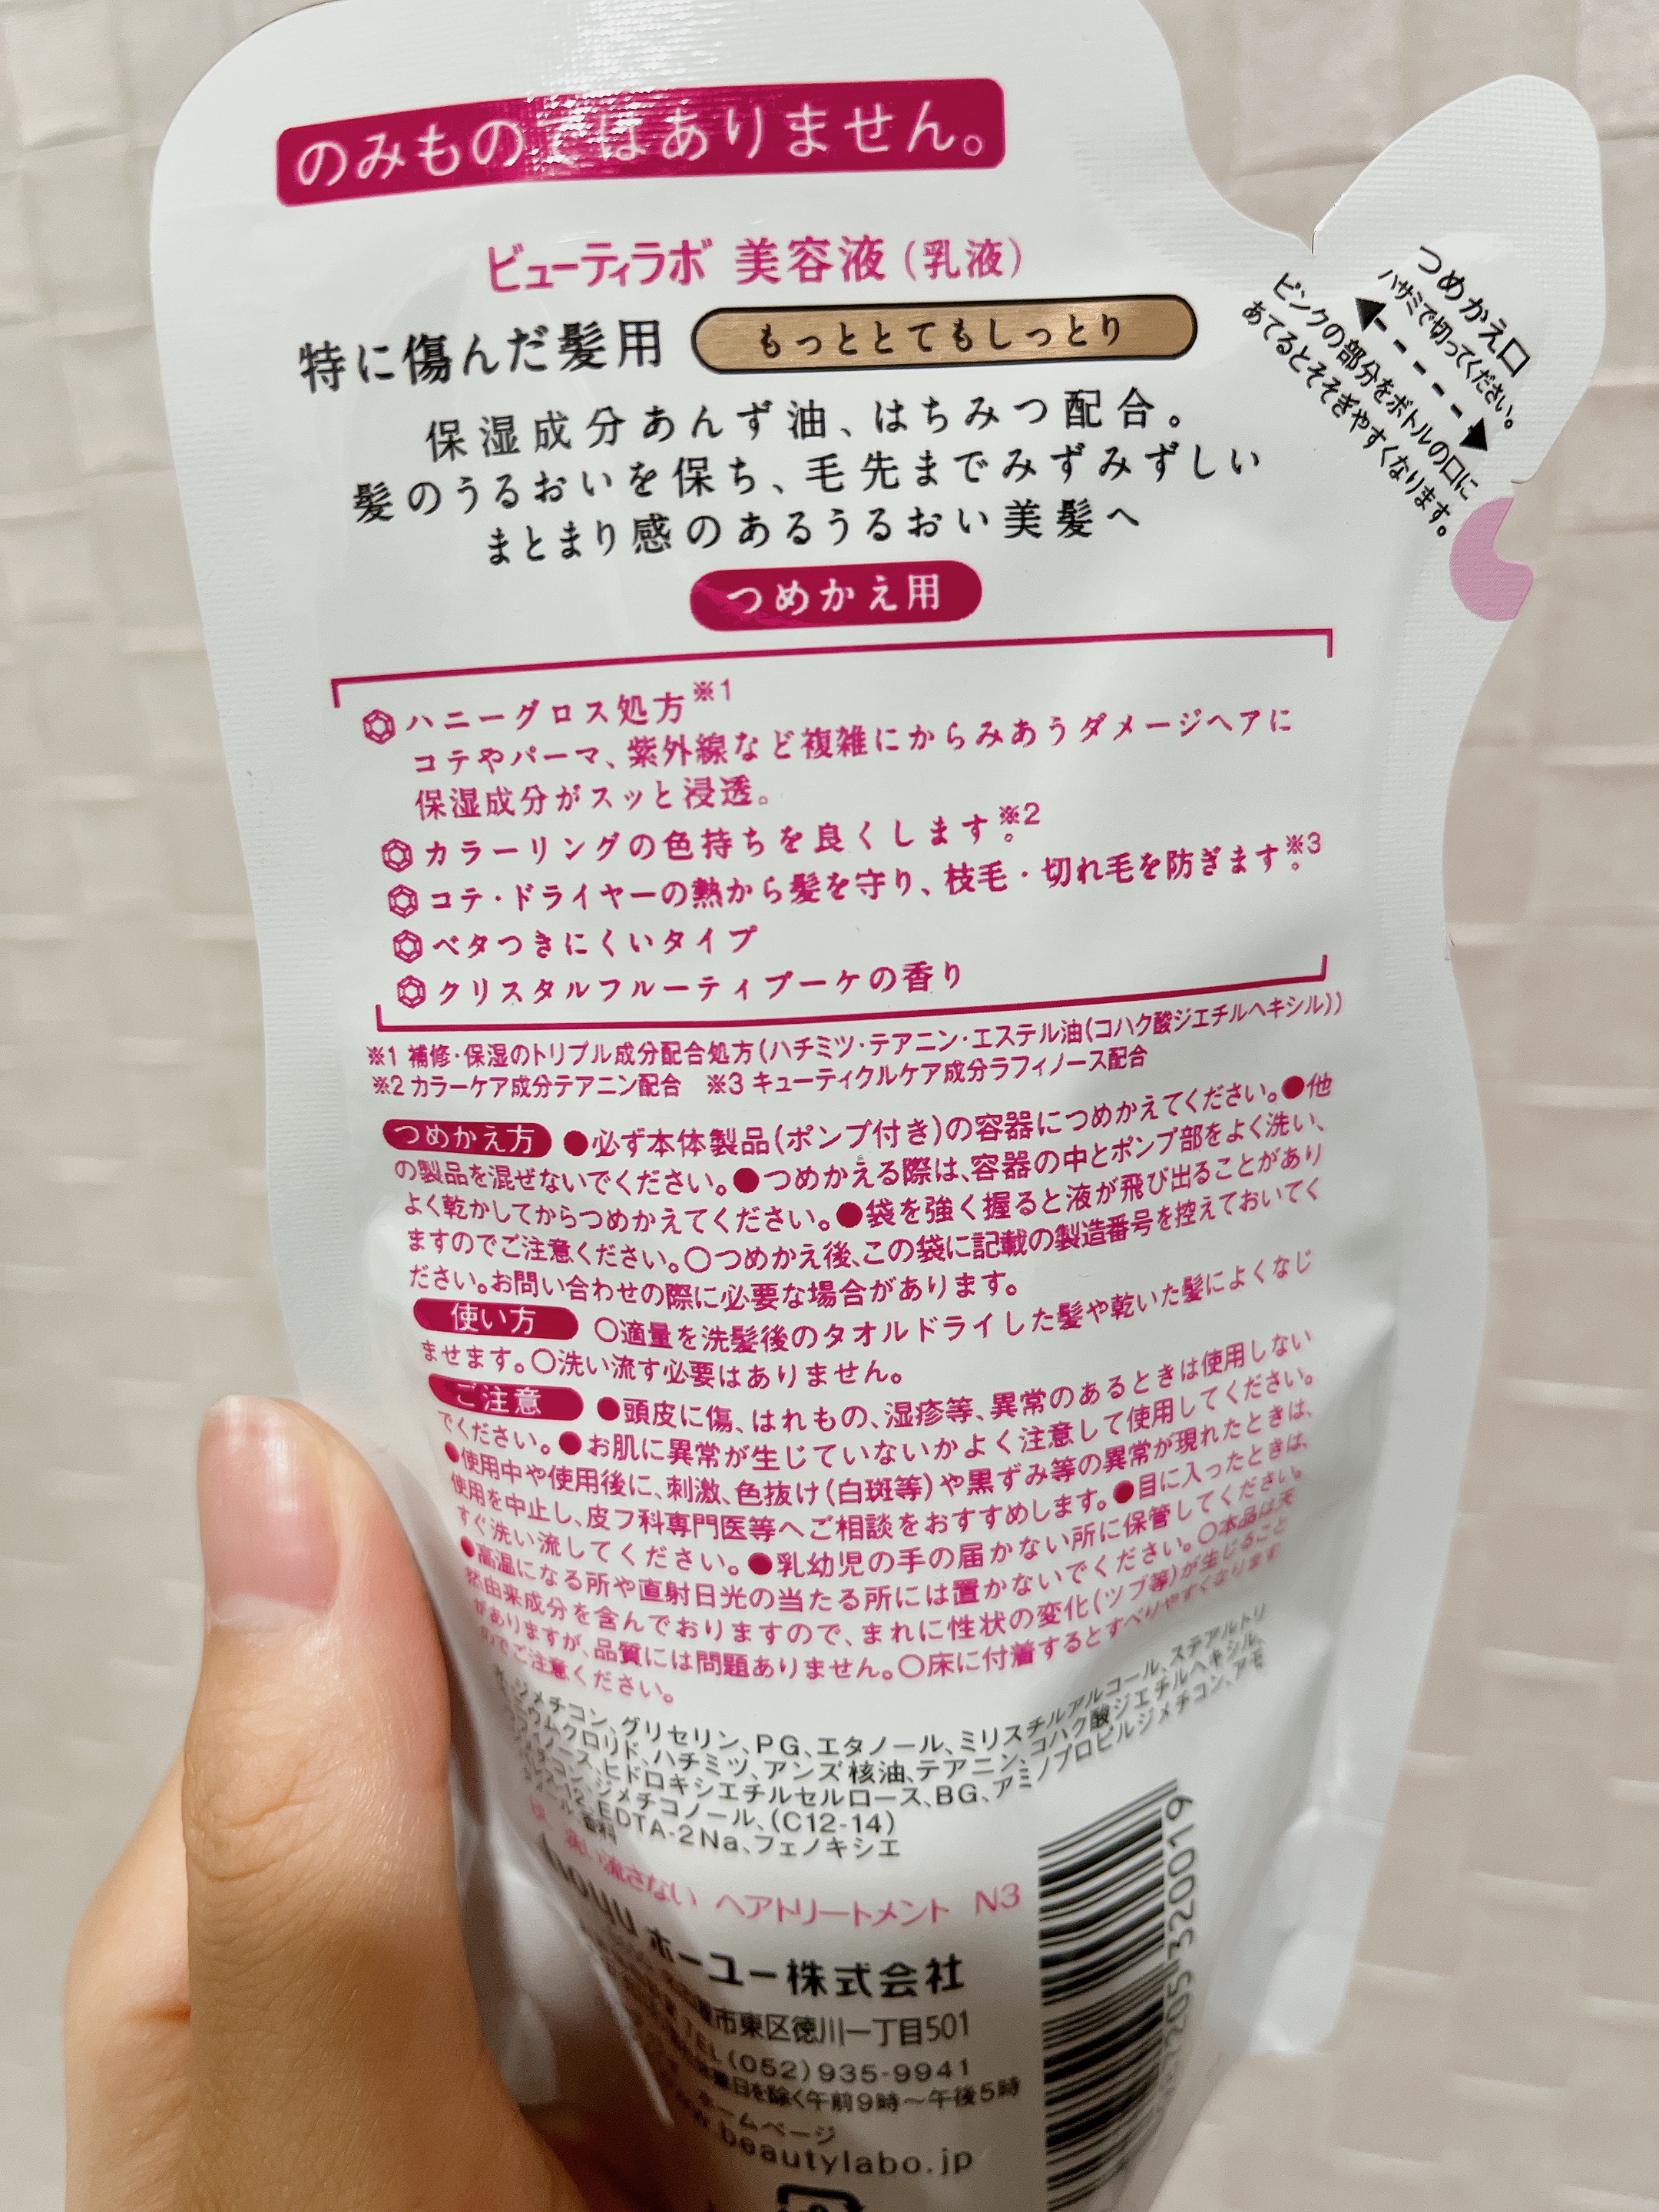 のみものではありません。
ビューティラボ 美容液(乳液)
特に傷んだ髪用 もっととてもしっとり
保湿成分あんず油、はちみつ配合。
髪のうるおいを保ち、毛先までみずみずしい
まとまり感のあるうるおい美髪へ
つめかえ用
つめかえ口
ハサミで切ってください。
ピンクの部分をボトルの口に
あてるとそそぎやすくなります。
ハニーグロス処方※1
コテやパーマ、紫外線など複雑にからみあうダメージヘアに
保湿成分がスッと浸透。
カラーリングの色持ちを良くします。※2
コテ・ドライヤーの熱から髪を守り、枝毛・切れ毛を防ぎます。※3
ベタつきにくいタイプ
クリスタルフルーティブーケの香り
※1 補修・保湿のトリプル成分配合処方(ハチミツ・テアニン・エステル油(コハク酸ジエチルヘキシル))
※2 カラーケア成分テアニン配合 ※3 キューティクルケア成分ラフィノース配合
つめかえ方 ●必ず本体製品(ポンプ付き)の容器につめかえてください。●他
の製品を混ぜないでください。●つめかえる際は、容器の中とポンプ部をよく洗い、
よく乾かしてからつめかえてください。●袋を強く握ると液が飛び出ることがあり
ますのでご注意ください。○つめかえ後、この袋に記載の製造番号を控えておいてく
ださい。お問い合わせの際に必要な場合があります。
使い方 ○適量を洗髪後のタオルドライした髪や乾いた髪によくなじ
ませます。○洗い流す必要はありません。
ご注意 ●頭皮に傷、はれもの、湿疹等、異常のあるときは使用しない
でください。●お肌に異常が生じていないかよく注意して使用してください。
●使用中や使用後に、刺激、色抜け(白斑等)や黒ずみ等の異常が現れたときは、
使用を中止し、皮フ科専門医等へご相談をおすすめします。●目に入ったときは、
すぐ洗い流してください。●乳幼児の手の届かない所に保管してください。
●高温になる所や直射日光の当たる所には置かないでください。○本品は天
然由来成分を含んでおりますので、まれに性状の変化(ツブ等)が生じること
がありますが、品質には問題ありません。○床に付着するとすべりやすくなります
のでご注意ください。
ジメチコン、グリセリン、PG、エタノール、ミリスチルアルコール、ステアルトリ
ニウムクロリド、ハチミツ、アンズ核油、テアニン、コハク酸ジエチルヘキシル、
ラフィノース、ヒドロキシエチルセルロース、BG、アミノプロピルジメチコン、アモ
ジメチコノール、(C12-14)
12、EDTA-2Na、フェノキシエ
香料
流さない ヘアトリートメント N3
hoyu ホーユー株式会社
市東区徳川一丁目501
TEL(052)935-9941
日を除く午前9時～午後5時
ホームページ
beautylabo.jp
205 320019